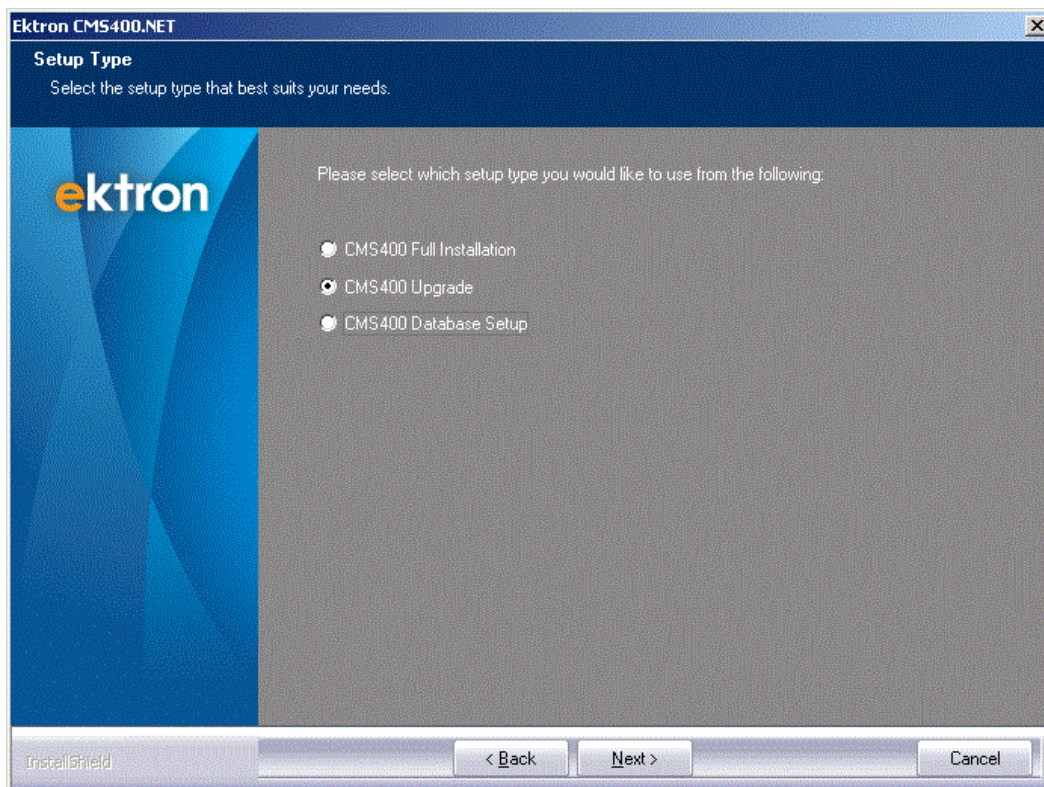 Ektron CMS400.NET
Setup Type
Select the setup type that best suits your needs.
ektron
Please select which setup type you would like to use from the following:
CMS400 Full Installation
CMS400 Upgrade
CMS400 Database Setup
InstallShield
< Back
Next >
Cancel